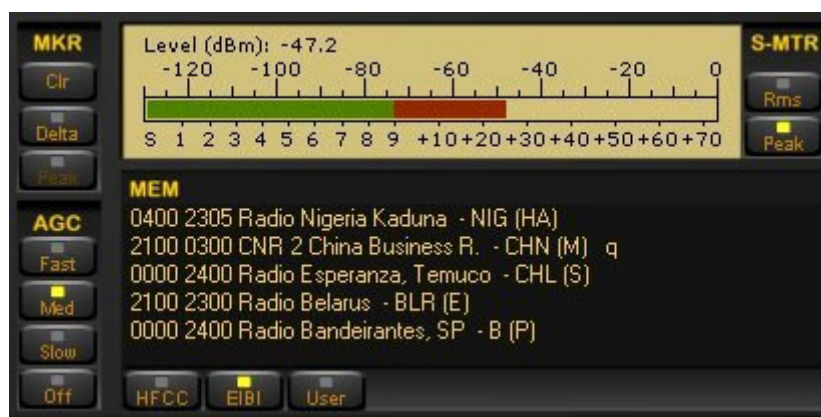 MKR
Clr
Delta
Peak
AGC
Fast
Med
Slow
Off
Level (dBm): -47.2
-120 -100 -80 -60 -40 -20 0
S 1 2 3 4 5 6 7 8 9 +10+20+30+40+50+60+70
S-MTR
Rms
Peak
MEM
0400 2305 Radio Nigeria Kaduna - NIG (HA)
2100 0300 CNR 2 China Business R. - CHN (M) q
0000 2400 Radio Esperanza, Temuco - CHL (S)
2100 2300 Radio Belarus - BLR (E)
0000 2400 Radio Bandeirantes, SP - B (P)
HFCC EIBI User